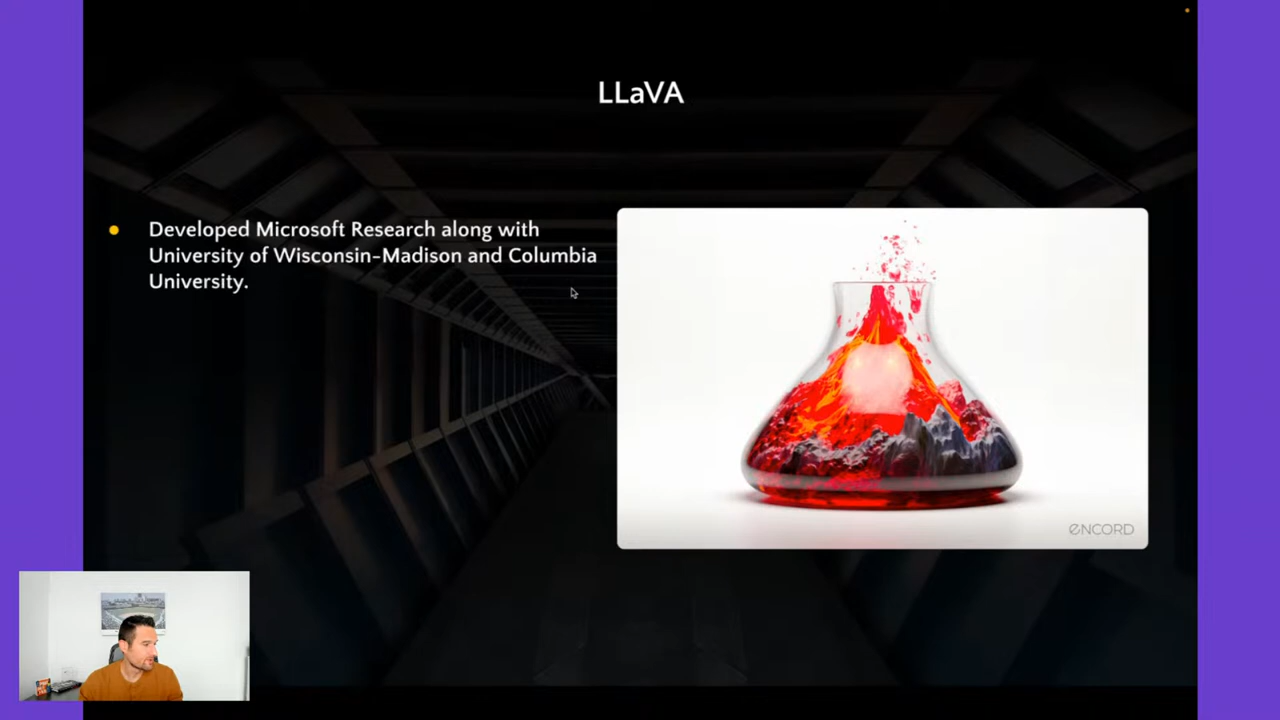 LLaVA
Developed Microsoft Research along with
University of Wisconsin-Madison and Columbia
University.
ENCORD